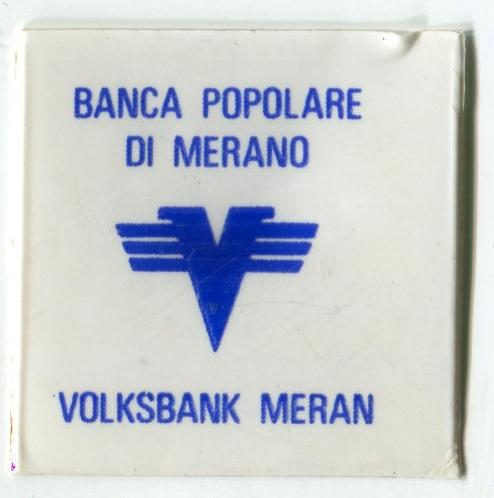 BANCA POPOLARE
DI MERANO
VOLKSBANK MERAN